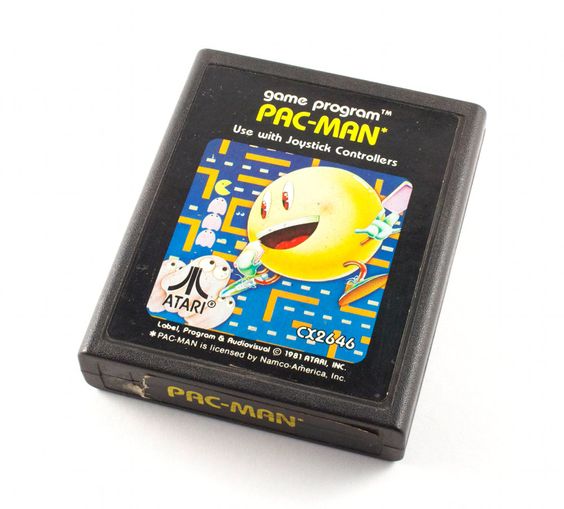 game program™
PAC-MAN*
Use with Joystick Controllers
ATARI®
CX2646
Label, Program & Audiovisual © 1981 ATARI, INC.
* PAC-MAN is licensed by Namco-America, Inc.
PAC-MAN*